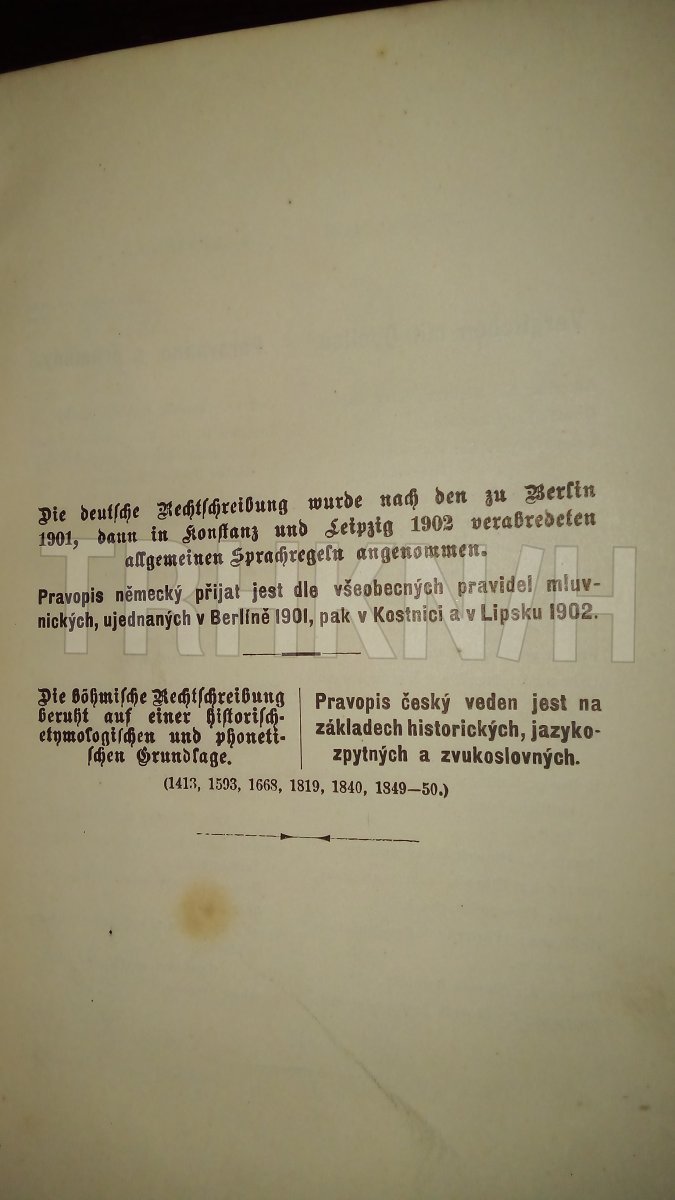 Die deutsche Rechtschreibung wurde nach den zu Berlin
1901, dann in Konstanz und Leipzig 1902 verabredeten
allgemeinen Sprachregeln angenommen.
Pravopis německý přijat jest dle všeobecných pravidel mluv-
nických, ujednaných v Berlíně 1901, pak v Kostnici a v Lipsku 1902.
Die böhmische Rechtschreibung
beruht auf einer historisch-
etymologischen und phoneti-
schen Grundlage.
Pravopis český veden jest na
základech historických, jazyko-
zpytných a zvukoslovných.
(1413, 1593, 1668, 1819, 1840, 1849—50.)